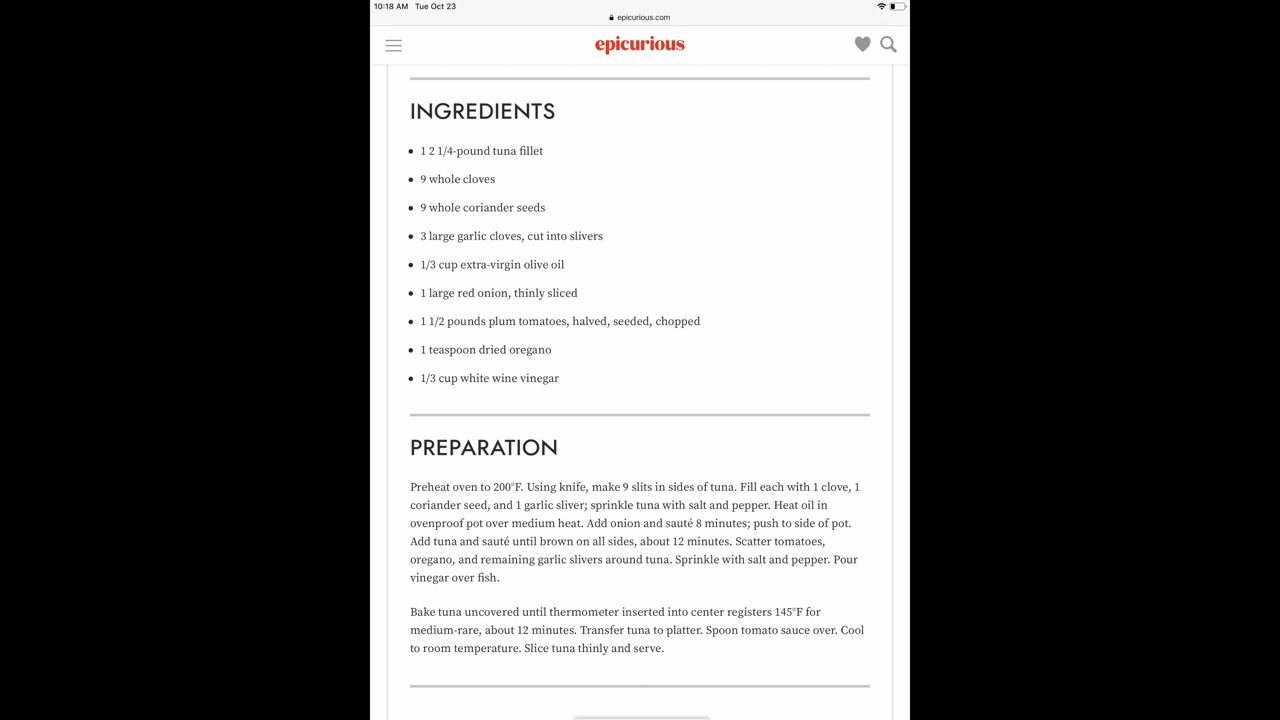 10:18 AM Tue Oct 23
epicurious.com
epicurious
INGREDIENTS
1 2 1/4-pound tuna fillet
9 whole cloves
9 whole coriander seeds
3 large garlic cloves, cut into slivers
1/3 cup extra-virgin olive oil
1 large red onion, thinly sliced
1 1/2 pounds plum tomatoes, halved, seeded, chopped
1 teaspoon dried oregano
1/3 cup white wine vinegar
PREPARATION
Preheat oven to 200°F. Using knife, make 9 slits in sides of tuna. Fill each with 1 clove, 1
coriander seed, and 1 garlic sliver; sprinkle tuna with salt and pepper. Heat oil in
ovenproof pot over medium heat. Add onion and sauté 8 minutes; push to side of pot.
Add tuna and sauté until brown on all sides, about 12 minutes. Scatter tomatoes,
oregano, and remaining garlic slivers around tuna. Sprinkle with salt and pepper. Pour
vinegar over fish.
Bake tuna uncovered until thermometer inserted into center registers 145°F for
medium-rare, about 12 minutes. Transfer tuna to platter. Spoon tomato sauce over. Cool
to room temperature. Slice tuna thinly and serve.